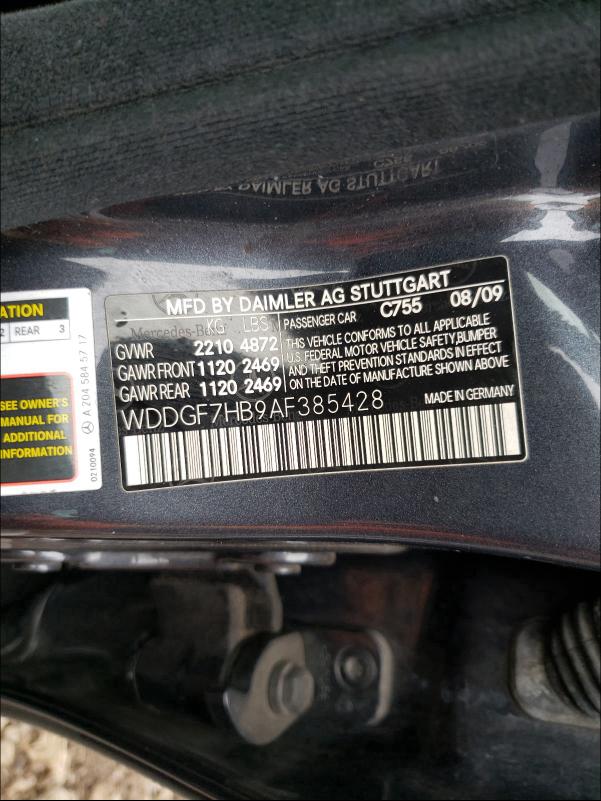 MFD BY DAIMLER AG STUTTGART
KG LBS PASSENGER CAR C755 08/09
GVWR 2210 4872
GAWR FRONT 1120 2469
GAWR REAR 1120 2469
THIS VEHICLE CONFORMS TO ALL APPLICABLE
U.S. FEDERAL MOTOR VEHICLE SAFETY,BUMPER
AND THEFT PREVENTION STANDARDS IN EFFECT
ON THE DATE OF MANUFACTURE SHOWN ABOVE
WDDGF7HB9AF385428 MADE IN GERMANY
REAR 3
SEE OWNER'S
MANUAL FOR
ADDITIONAL
INFORMATION
A 204 584 57 17
0210094